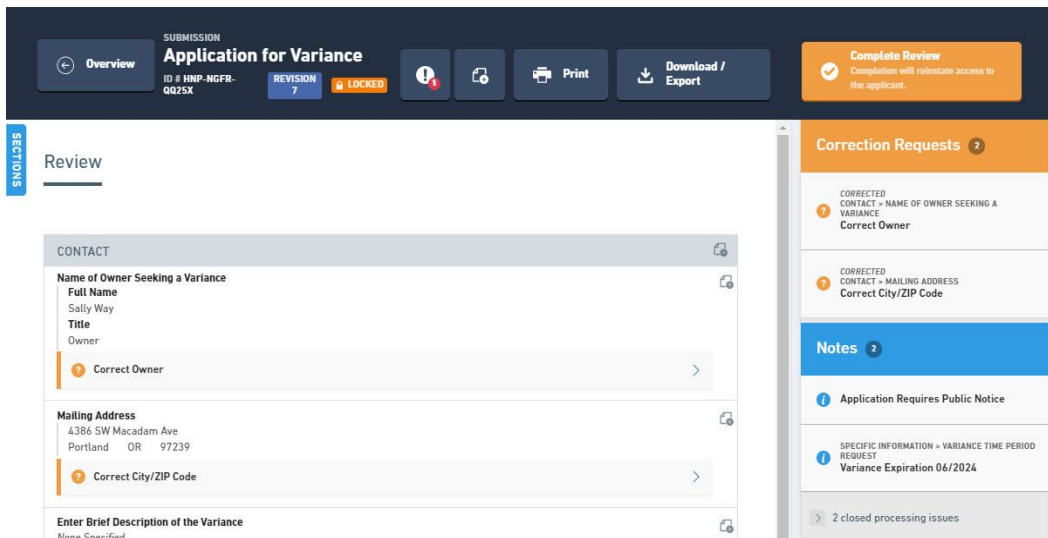 SUBMISSION
Overview
Application for Variance
ID # HNP-NGFR-
QQ25X
REVISION
7
LOCKED
1
Print
Download /
Export
Complete Review
Completion will reinstate access to
the applicant.
SECTIONS
Review
CONTACT
Name of Owner Seeking a Variance
Full Name
Sally Way
Title
Owner
Correct Owner
Mailing Address
4386 SW Macadam Ave
Portland OR 97239
Correct City/ZIP Code
Enter Brief Description of the Variance
None Specified
Correction Requests 2
CORRECTED
CONTACT > NAME OF OWNER SEEKING A
VARIANCE
Correct Owner
CORRECTED
CONTACT > MAILING ADDRESS
Correct City/ZIP Code
Notes 2
Application Requires Public Notice
SPECIFIC INFORMATION > VARIANCE TIME PERIOD
REQUEST
Variance Expiration 06/2024
2 closed processing issues